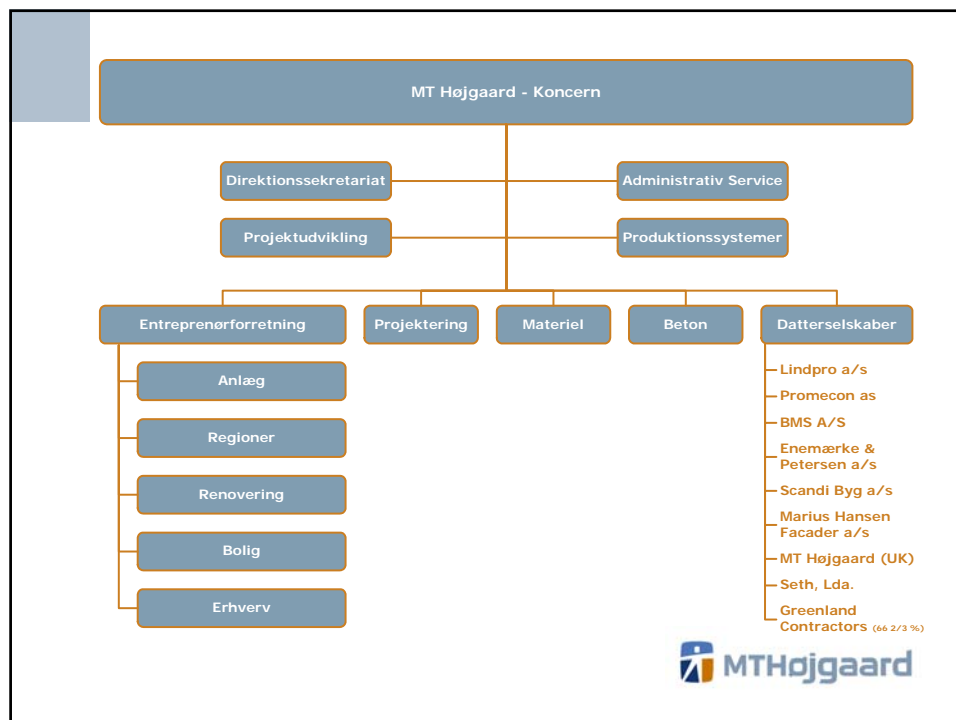 MT Højgaard - Koncern
Direktionssekretariat
Administrativ Service
Projektudvikling
Produktionssystemer
Entreprenørforretning
Projektering
Materiel
Beton
Datterselskaber
Anlæg
Regioner
Renovering
Bolig
Erhverv
Lindpro a/s
Promecon as
BMS A/S
Enemærke &
Petersen a/s
Scandi Byg a/s
Marius Hansen
Facader a/s
MT Højgaard (UK)
Seth, Lda.
Greenland
Contractors (66 2/3 %)
MTHøjgaard